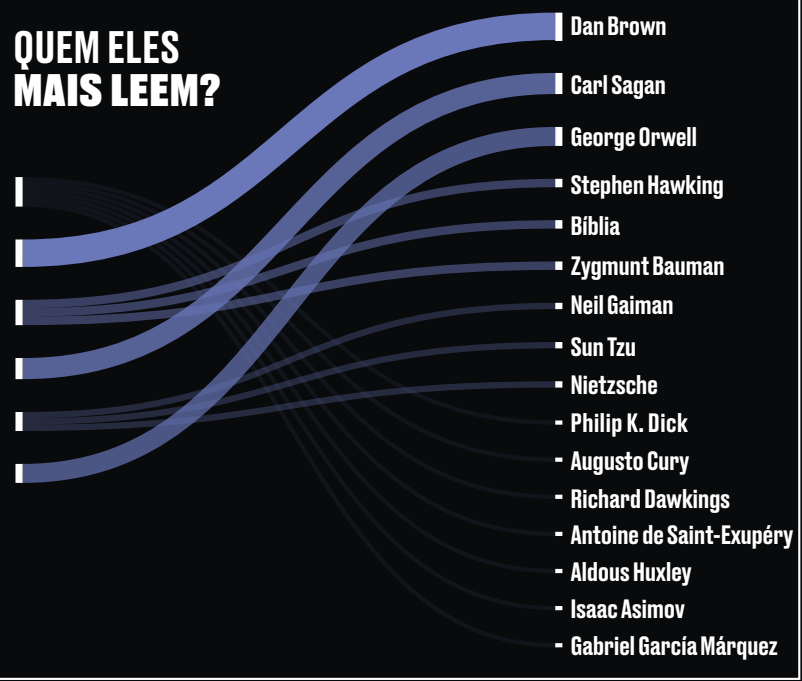 QUEM ELES
MAIS LEEM?
Dan Brown
Carl Sagan
George Orwell
Stephen Hawking
Bíblia
Zygmunt Bauman
Neil Gaiman
Sun Tzu
Nietzsche
Philip K. Dick
Augusto Cury
Richard Dawkings
Antoine de Saint-Exupéry
Aldous Huxley
Isaac Asimov
Gabriel García Márquez